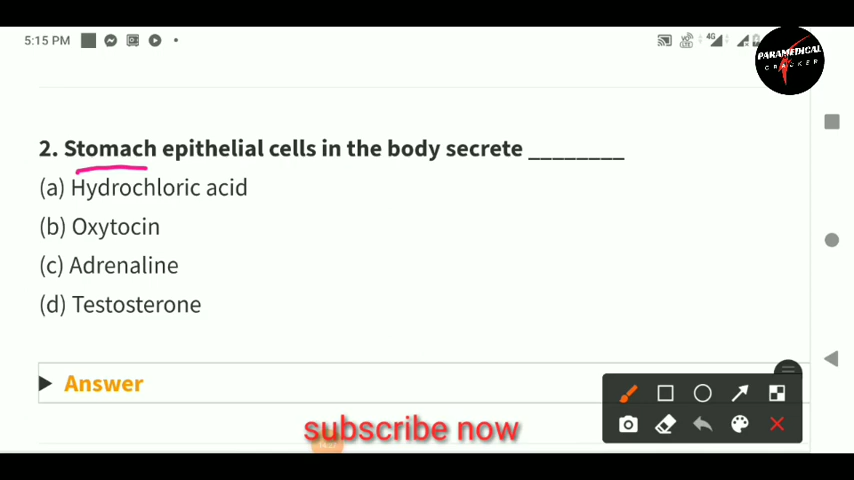 5:15 PM
4G
PARAMEDICAL
CRACKER
2. Stomach epithelial cells in the body secrete ________
(a) Hydrochloric acid
(b) Oxytocin
(c) Adrenaline
(d) Testosterone
Answer
subscribe now